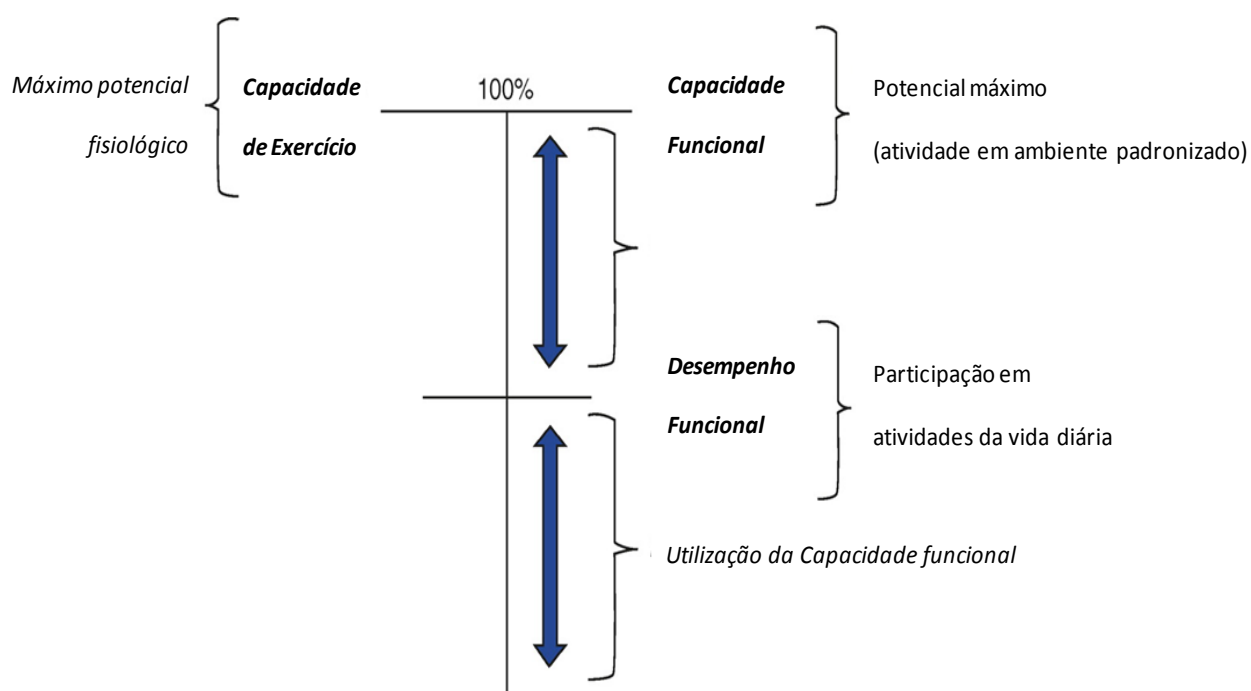 Máximo potencial
fisiológico
Capacidade
de Exercício
100%
Capacidade
Funcional
Potencial máximo
(atividade em ambiente padronizado)
Desempenho
Funcional
Participação em
atividades da vida diária
Utilização da Capacidade funcional